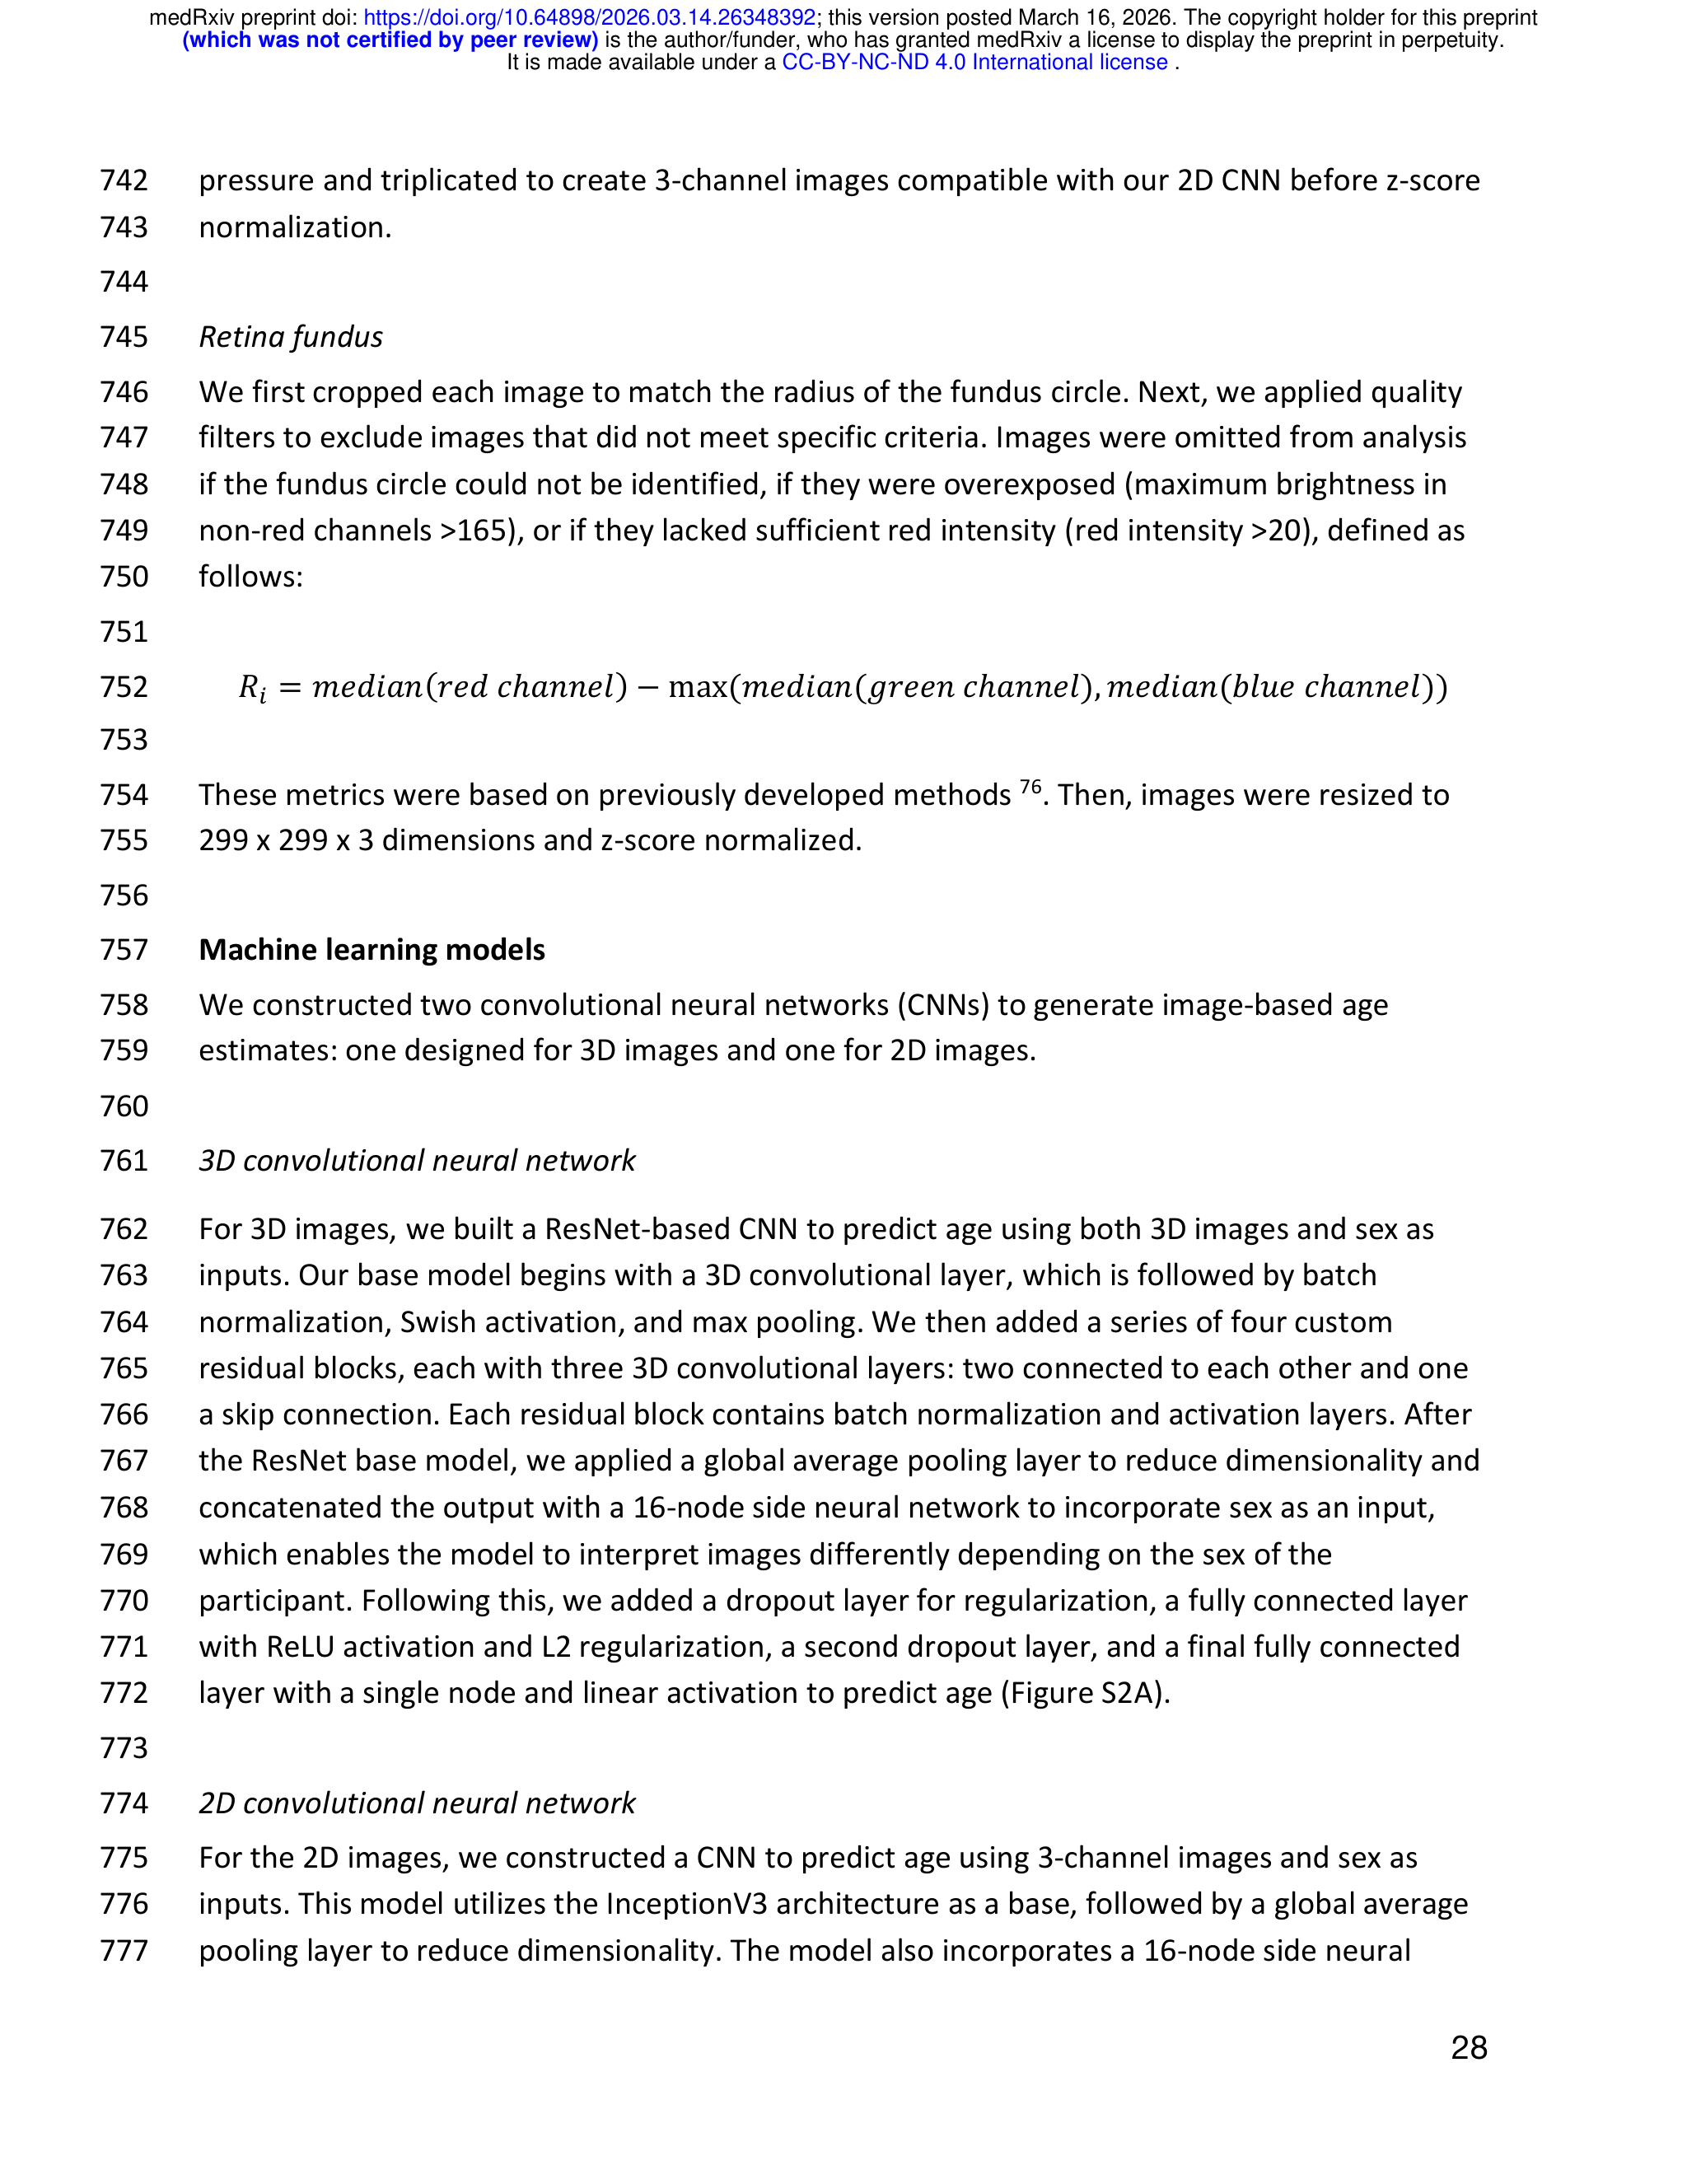 medRxiv preprint doi: https://doi.org/10.64898/2026.03.14.26348392; this version posted March 16, 2026. The copyright holder for this preprint
(which was not certified by peer review) is the author/funder, who has granted medRxiv a license to display the preprint in perpetuity.
It is made available under a CC-BY-NC-ND 4.0 International license .
742 pressure and triplicated to create 3-channel images compatible with our 2D CNN before z-score
743 normalization.
744
745 Retina fundus
746 We first cropped each image to match the radius of the fundus circle. Next, we applied quality
747 filters to exclude images that did not meet specific criteria. Images were omitted from analysis
748 if the fundus circle could not be identified, if they were overexposed (maximum brightness in
749 non-red channels >165), or if they lacked sufficient red intensity (red intensity >20), defined as
750 follows:
751
752 R_i = median(red channel) − max(median(green channel), median(blue channel))
753
754 These metrics were based on previously developed methods 76. Then, images were resized to
755 299 x 299 x 3 dimensions and z-score normalized.
756
757 Machine learning models
758 We constructed two convolutional neural networks (CNNs) to generate image-based age
759 estimates: one designed for 3D images and one for 2D images.
760
761 3D convolutional neural network
762 For 3D images, we built a ResNet-based CNN to predict age using both 3D images and sex as
763 inputs. Our base model begins with a 3D convolutional layer, which is followed by batch
764 normalization, Swish activation, and max pooling. We then added a series of four custom
765 residual blocks, each with three 3D convolutional layers: two connected to each other and one
766 a skip connection. Each residual block contains batch normalization and activation layers. After
767 the ResNet base model, we applied a global average pooling layer to reduce dimensionality and
768 concatenated the output with a 16-node side neural network to incorporate sex as an input,
769 which enables the model to interpret images differently depending on the sex of the
770 participant. Following this, we added a dropout layer for regularization, a fully connected layer
771 with ReLU activation and L2 regularization, a second dropout layer, and a final fully connected
772 layer with a single node and linear activation to predict age (Figure S2A).
773
774 2D convolutional neural network
775 For the 2D images, we constructed a CNN to predict age using 3-channel images and sex as
776 inputs. This model utilizes the InceptionV3 architecture as a base, followed by a global average
777 pooling layer to reduce dimensionality. The model also incorporates a 16-node side neural
28